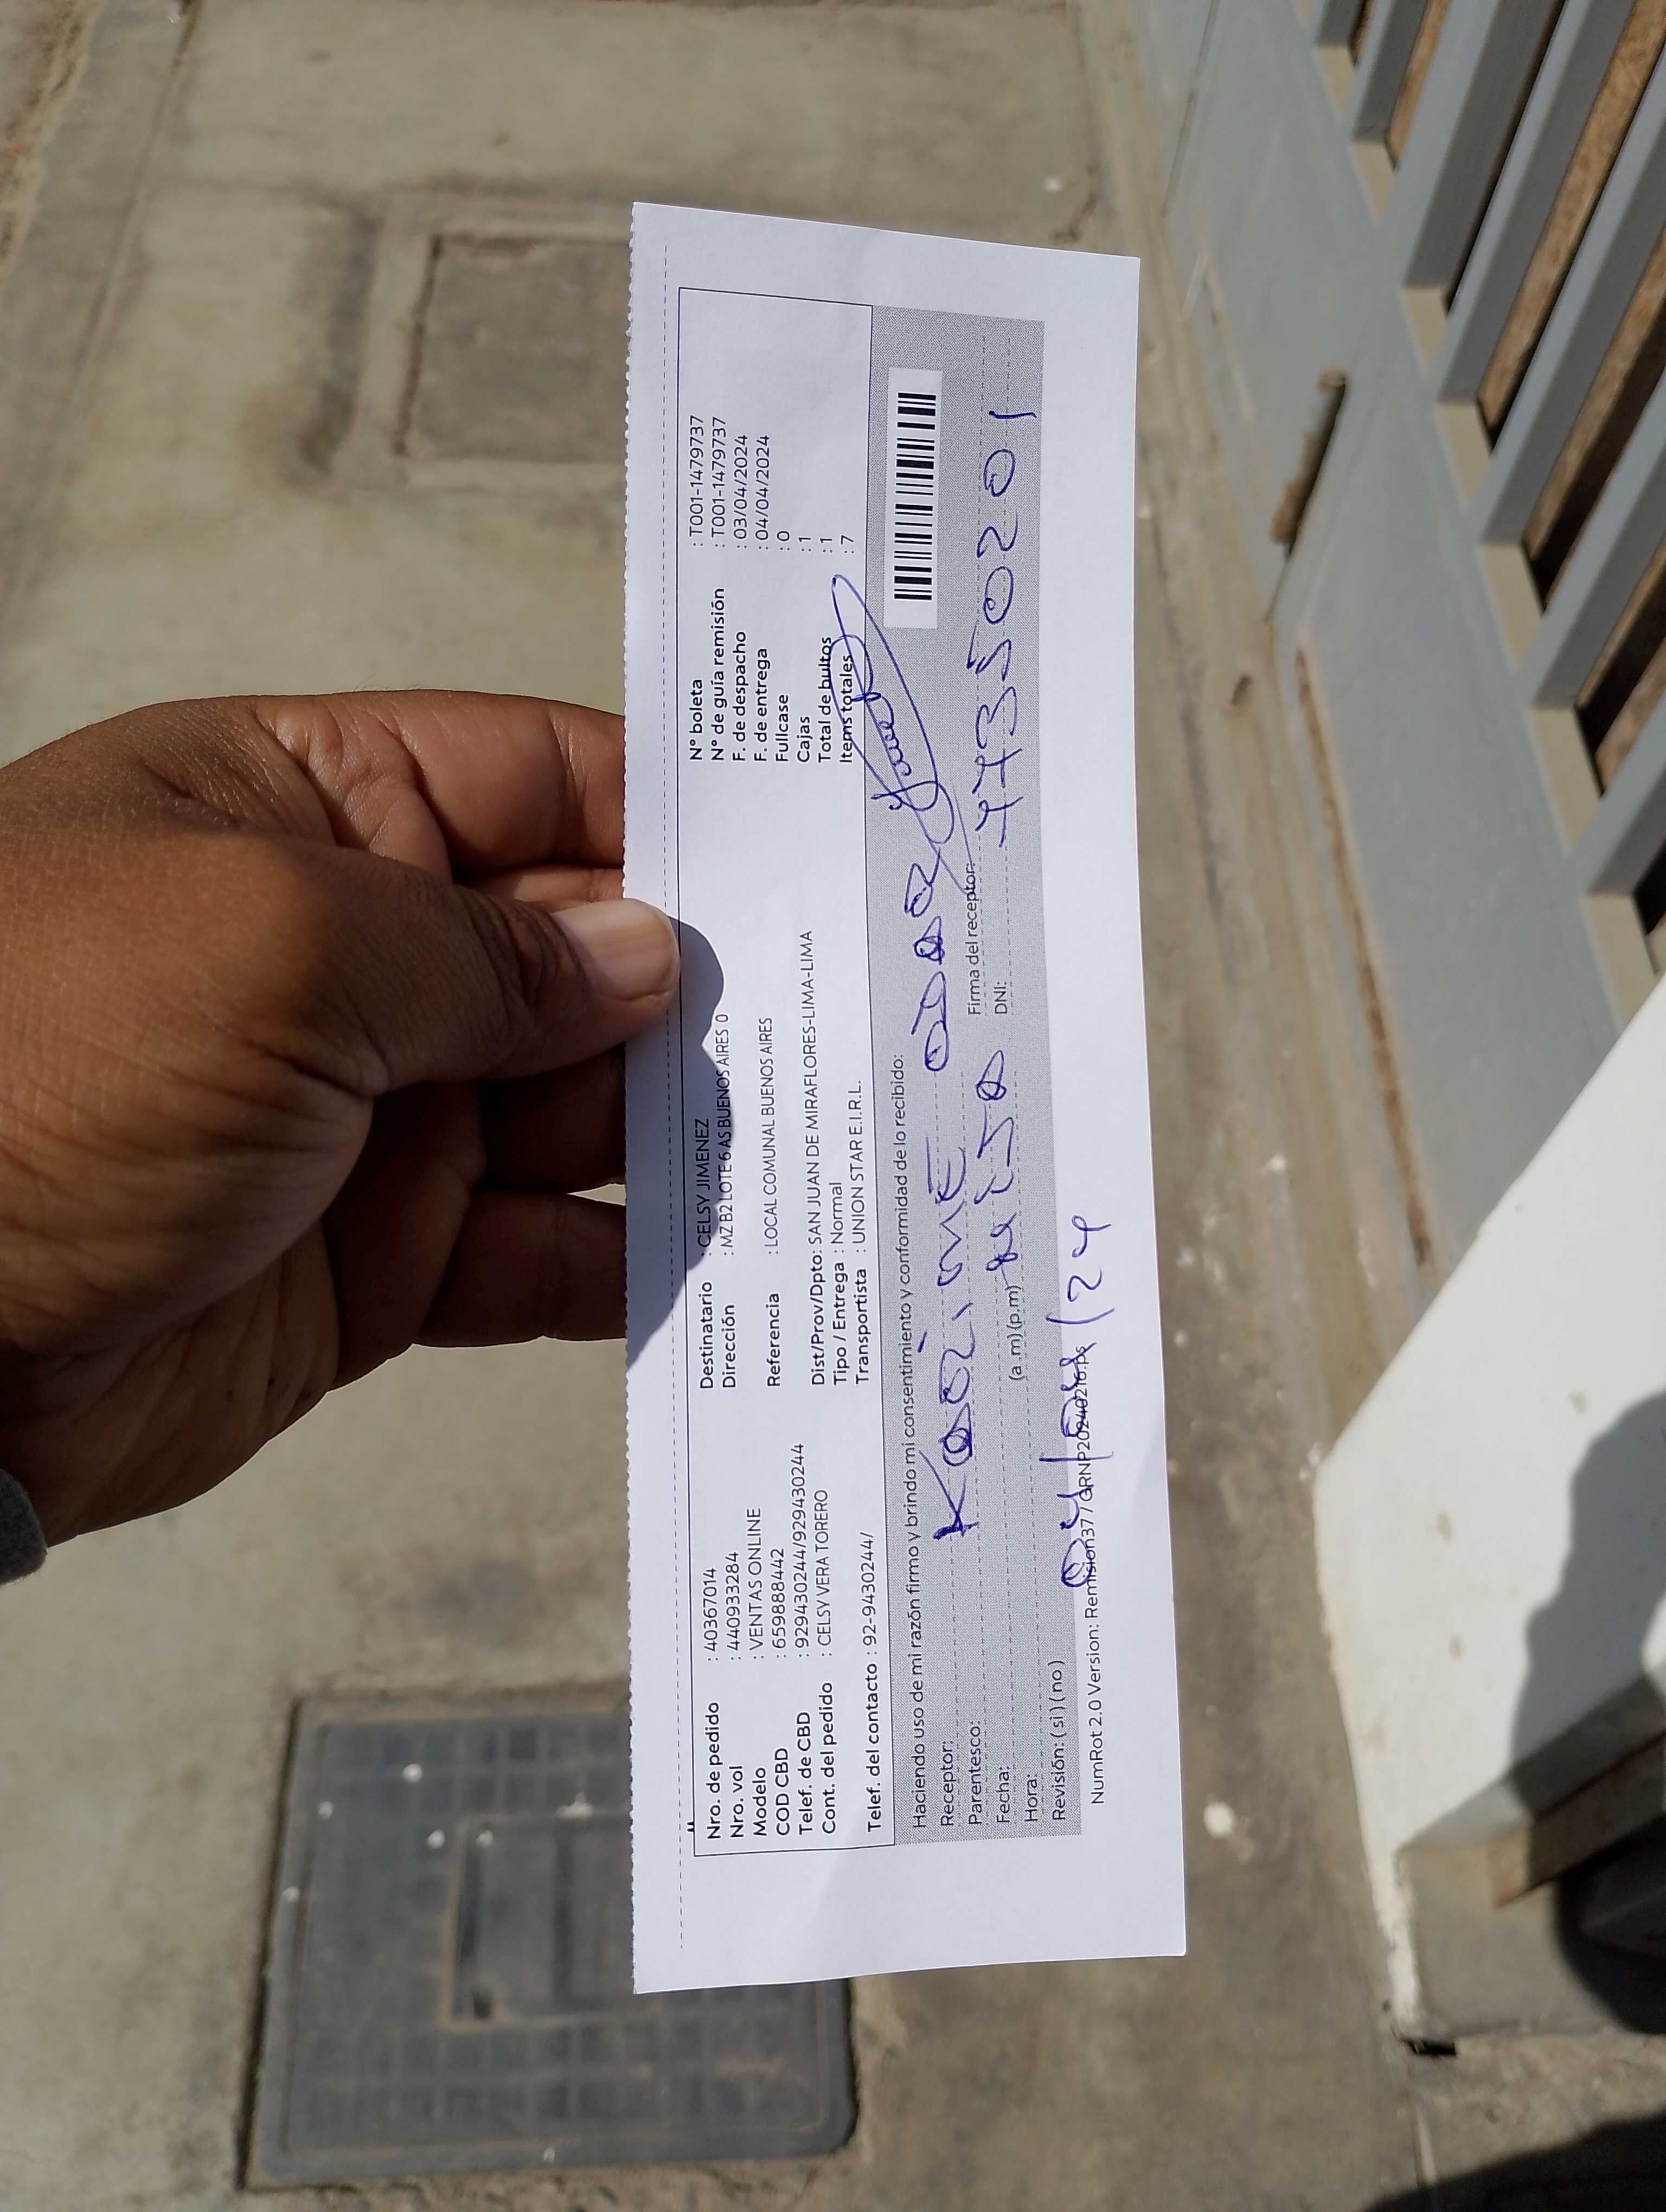 Nro. de pedido : 40367014
Nro. vol : 440933284
Modelo : VENTAS ONLINE
COD CBD : 659888442
Telef. de CBD : 929430244/929430244
Cont. del pedido : CELSY VERA TORERO
Telef. del contacto : 92-9430244/
Destinatario : CELSY JIMENEZ
Dirección : MZ B2 LOTE 6 AS BUENOS AIRES 0
Referencia : LOCAL COMUNAL BUENOS AIRES
Dist/Prov/Dpto: SAN JUAN DE MIRAFLORES-LIMA-LIMA
Tipo / Entrega : Normal
Transportista : UNION STAR E.I.R.L.
N° boleta : T001-1479737
N° de guía remisión : T001-1479737
F. de despacho : 03/04/2024
F. de entrega : 04/04/2024
Fullcase : 0
Cajas : 1
Total de bultos : 1
Items totales : 7
Haciendo uso de mi razón firmo y brindo mi consentimiento y conformidad de lo recibido:
Receptor:
Parentesco:
Firma del receptor:
Fecha:
DNI: 47350201
Hora: (a.m) (p.m)
Revisión: ( si ) ( no )
04/04/24
NumRot 2.0 Version: Remision37 / GRNP20240216.ps